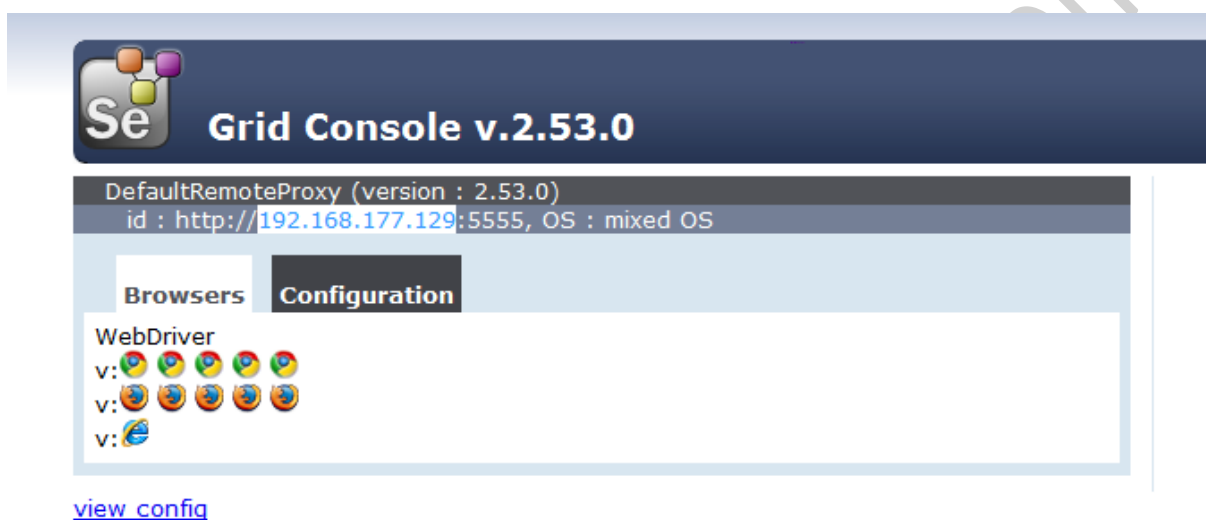 Se
Grid Console v.2.53.0
DefaultRemoteProxy (version : 2.53.0)
id : http://192.168.177.129:5555, OS : mixed OS
Browsers Configuration
WebDriver
v:
v:
v:
view config